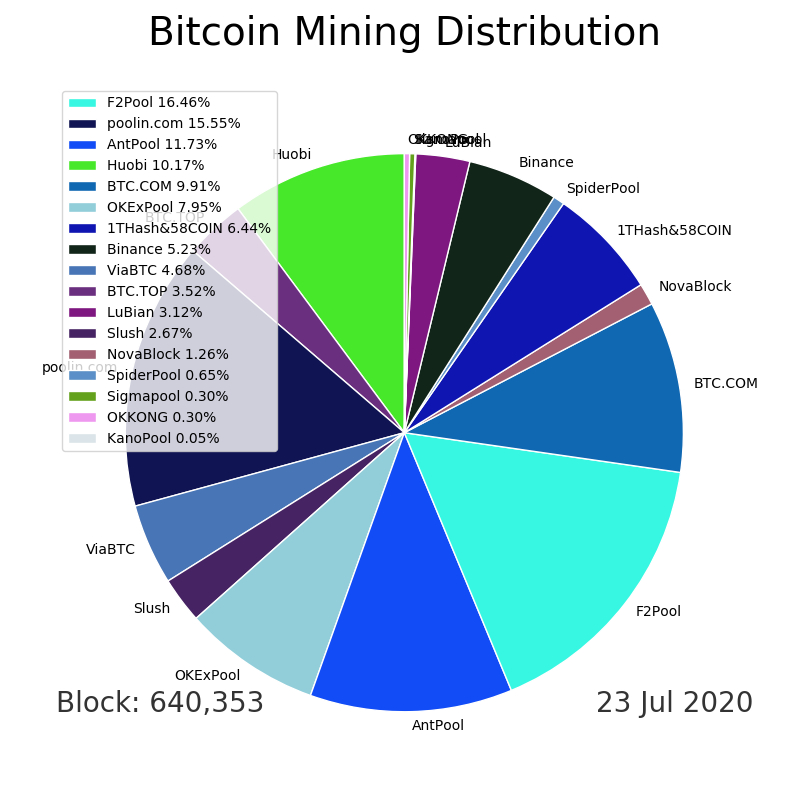 Bitcoin Mining Distribution
F2Pool 16.46%
poolin.com 15.55%
AntPool 11.73%
Huobi 10.17%
BTC.COM 9.91%
OKExPool 7.95%
1THash&58COIN 6.44%
Binance 5.23%
ViaBTC 4.68%
BTC.TOP 3.52%
LuBian 3.12%
Slush 2.67%
NovaBlock 1.26%
SpiderPool 0.65%
Sigmapool 0.30%
OKKONG 0.30%
KanoPool 0.05%
Huobi
LuBian
Binance
SpiderPool
1THash&58COIN
NovaBlock
BTC.COM
F2Pool
AntPool
OKExPool
Slush
ViaBTC
poolin.com
BTC.TOP
Block: 640,353
23 Jul 2020